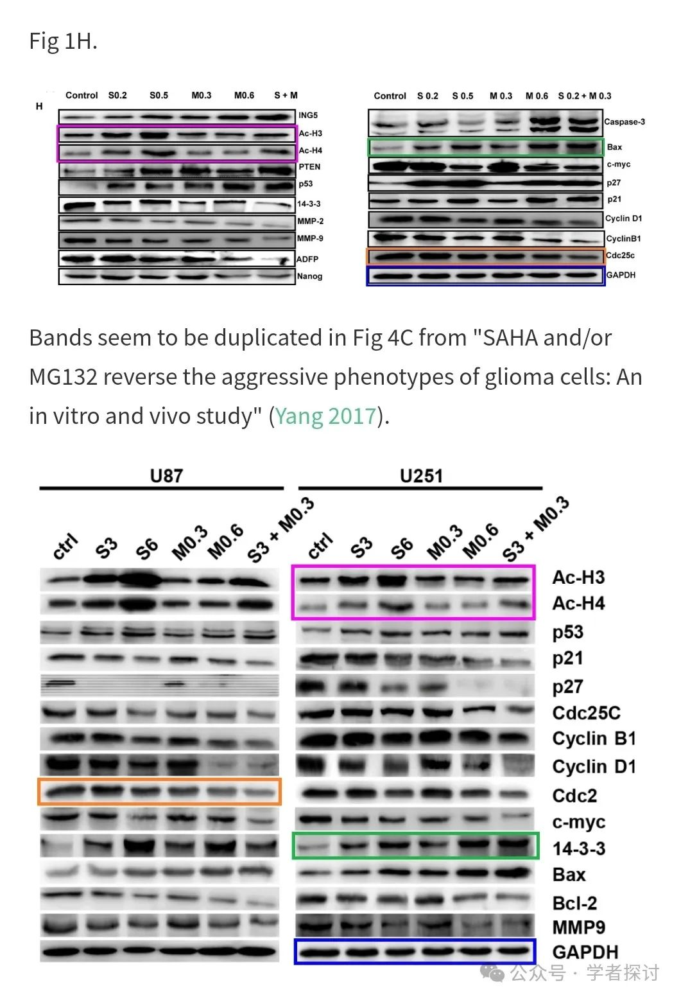 Fig 1H.
H
Control S0.2 S0.5 M0.3 M0.6 S + M
ING5
Ac-H3
Ac-H4
PTEN
p53
14-3-3
MMP-2
MMP-9
ADFP
Nanog
Control S 0.2 S 0.5 M 0.3 M 0.6 S 0.2 + M 0.3
Caspase-3
Bax
c-myc
p27
p21
Cyclin D1
CyclinB1
Cdc25c
GAPDH
Bands seem to be duplicated in Fig 4C from "SAHA and/or
MG132 reverse the aggressive phenotypes of glioma cells: An
in vitro and vivo study" (Yang 2017).
U87 U251
ctrl S3 S6 M0.3 M0.6 S3 + M0.3 ctrl S3 S6 M0.3 M0.6 S3 + M0.3
Ac-H3
Ac-H4
p53
p21
p27
Cdc25C
Cyclin B1
Cyclin D1
Cdc2
c-myc
14-3-3
Bax
Bcl-2
MMP9
GAPDH
公众号 · 学者探讨